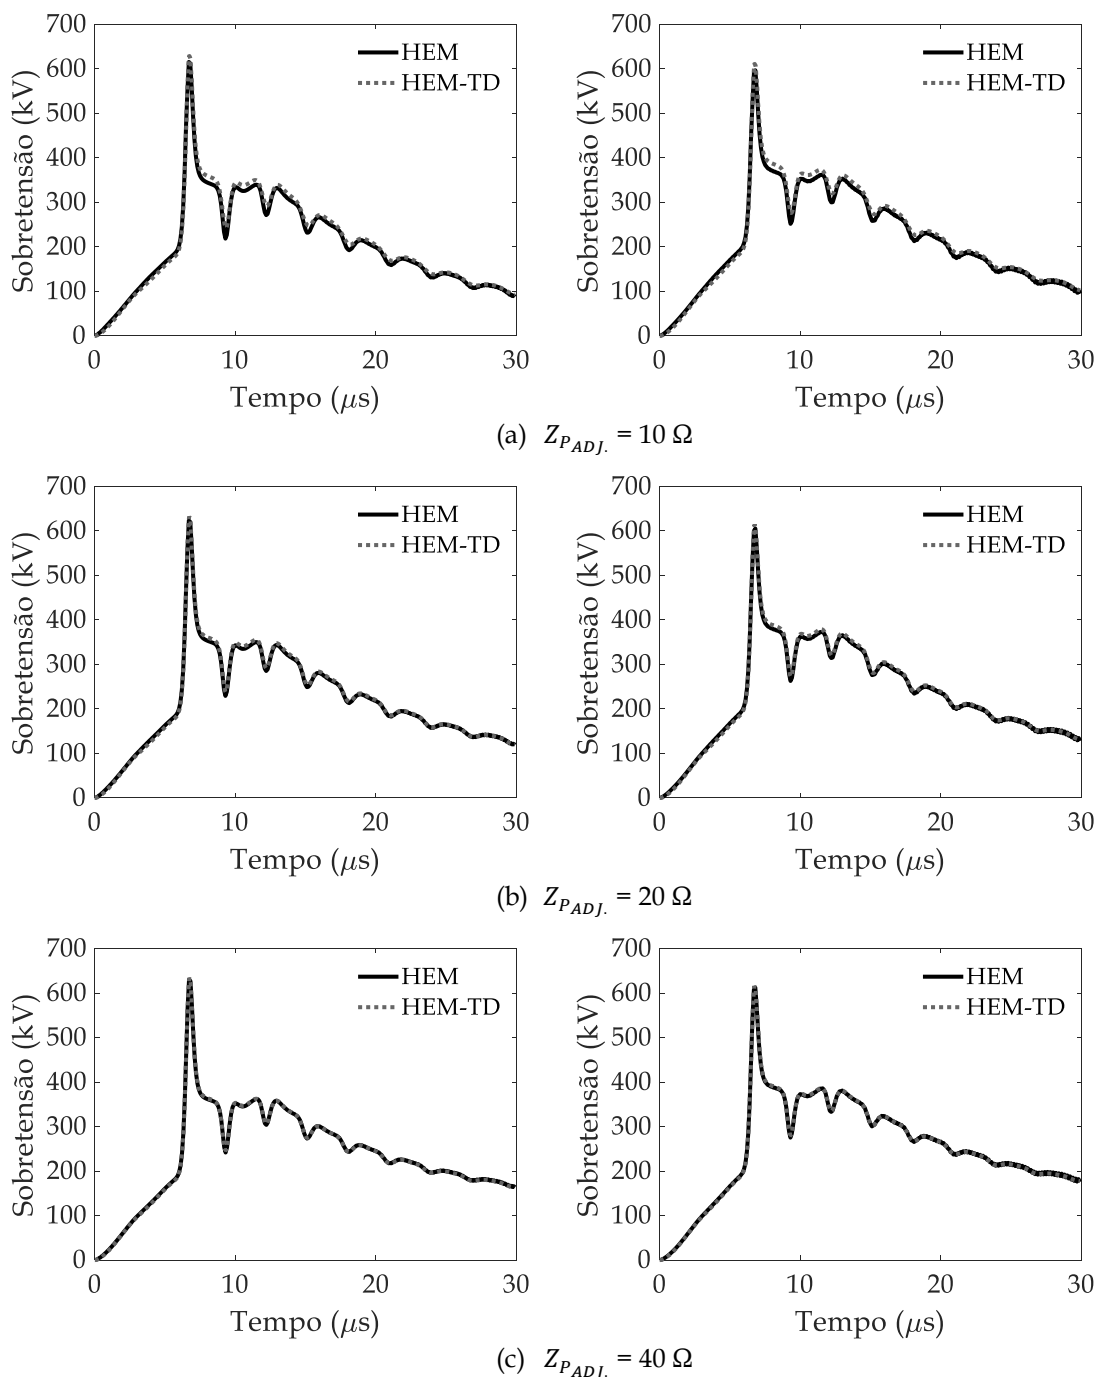 700
600
500
400
300
200
100
0
Sobretensão (kV)
HEM
HEM-TD
0 10 20 30
Tempo (μs)
700
600
500
400
300
200
100
0
Sobretensão (kV)
HEM
HEM-TD
0 10 20 30
Tempo (μs)
(a) Z_{P_{ADJ.}} = 10 Ω
700
600
500
400
300
200
100
0
Sobretensão (kV)
HEM
HEM-TD
0 10 20 30
Tempo (μs)
700
600
500
400
300
200
100
0
Sobretensão (kV)
HEM
HEM-TD
0 10 20 30
Tempo (μs)
(b) Z_{P_{ADJ.}} = 20 Ω
700
600
500
400
300
200
100
0
Sobretensão (kV)
HEM
HEM-TD
0 10 20 30
Tempo (μs)
700
600
500
400
300
200
100
0
Sobretensão (kV)
HEM
HEM-TD
0 10 20 30
Tempo (μs)
(c) Z_{P_{ADJ.}} = 40 Ω